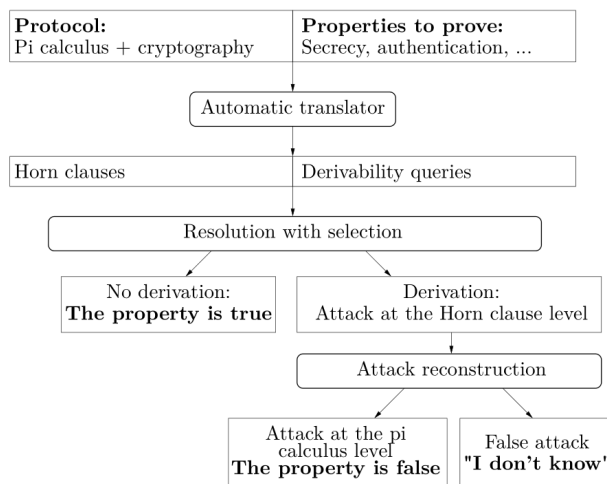 Protocol:
Pi calculus + cryptography
Properties to prove:
Secrecy, authentication, ...
Automatic translator
Horn clauses
Derivability queries
Resolution with selection
No derivation:
The property is true
Derivation:
Attack at the Horn clause level
Attack reconstruction
Attack at the pi
calculus level
The property is false
False attack
"I don't know"